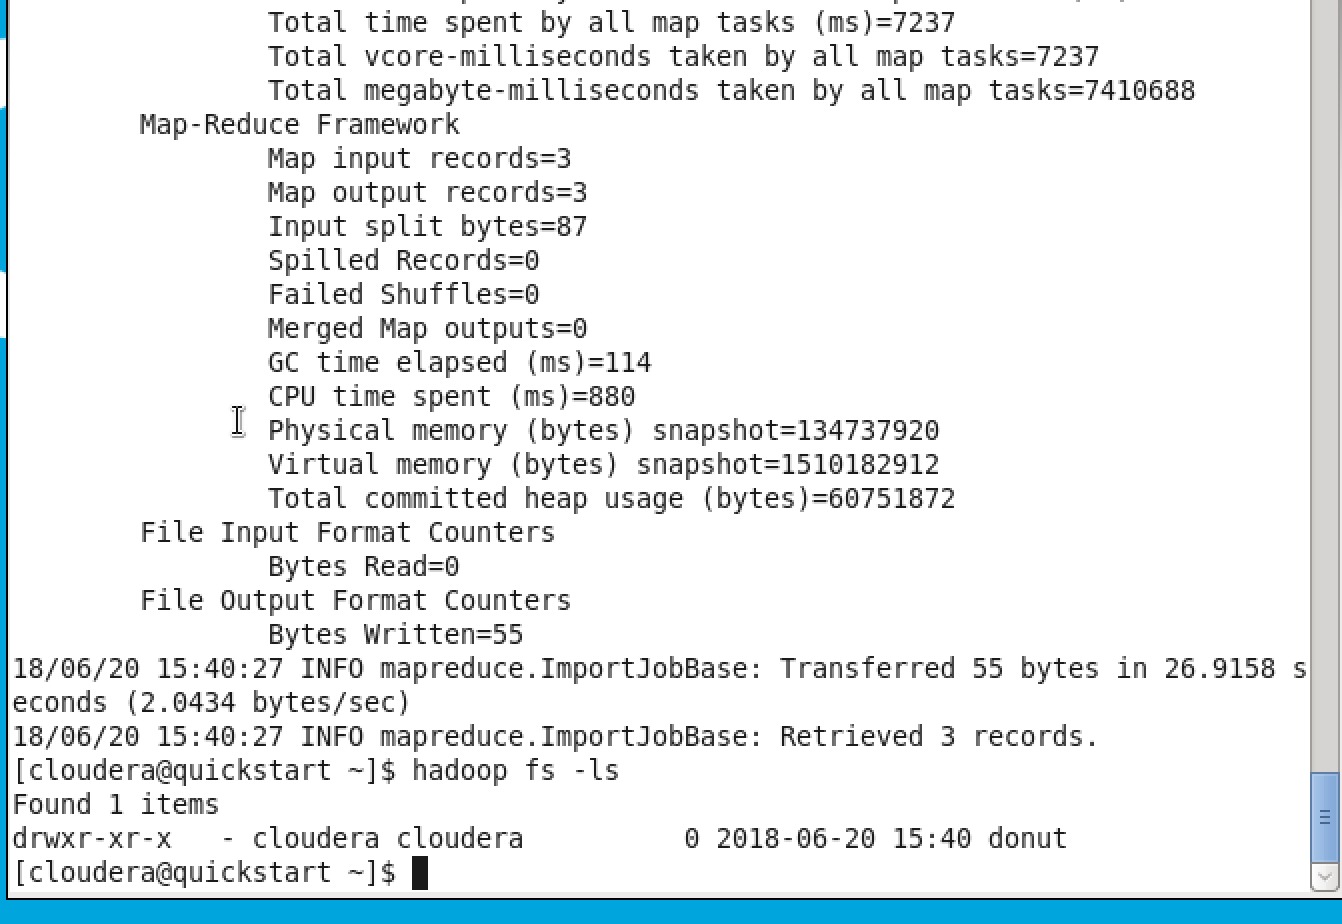 Total time spent by all map tasks (ms)=7237
Total vcore-milliseconds taken by all map tasks=7237
Total megabyte-milliseconds taken by all map tasks=7410688
Map-Reduce Framework
Map input records=3
Map output records=3
Input split bytes=87
Spilled Records=0
Failed Shuffles=0
Merged Map outputs=0
GC time elapsed (ms)=114
CPU time spent (ms)=880
Physical memory (bytes) snapshot=134737920
Virtual memory (bytes) snapshot=1510182912
Total committed heap usage (bytes)=60751872
File Input Format Counters
Bytes Read=0
File Output Format Counters
Bytes Written=55
18/06/20 15:40:27 INFO mapreduce.ImportJobBase: Transferred 55 bytes in 26.9158 s
econds (2.0434 bytes/sec)
18/06/20 15:40:27 INFO mapreduce.ImportJobBase: Retrieved 3 records.
[cloudera@quickstart ~]$ hadoop fs -ls
Found 1 items
drwxr-xr-x   - cloudera cloudera          0 2018-06-20 15:40 donut
[cloudera@quickstart ~]$